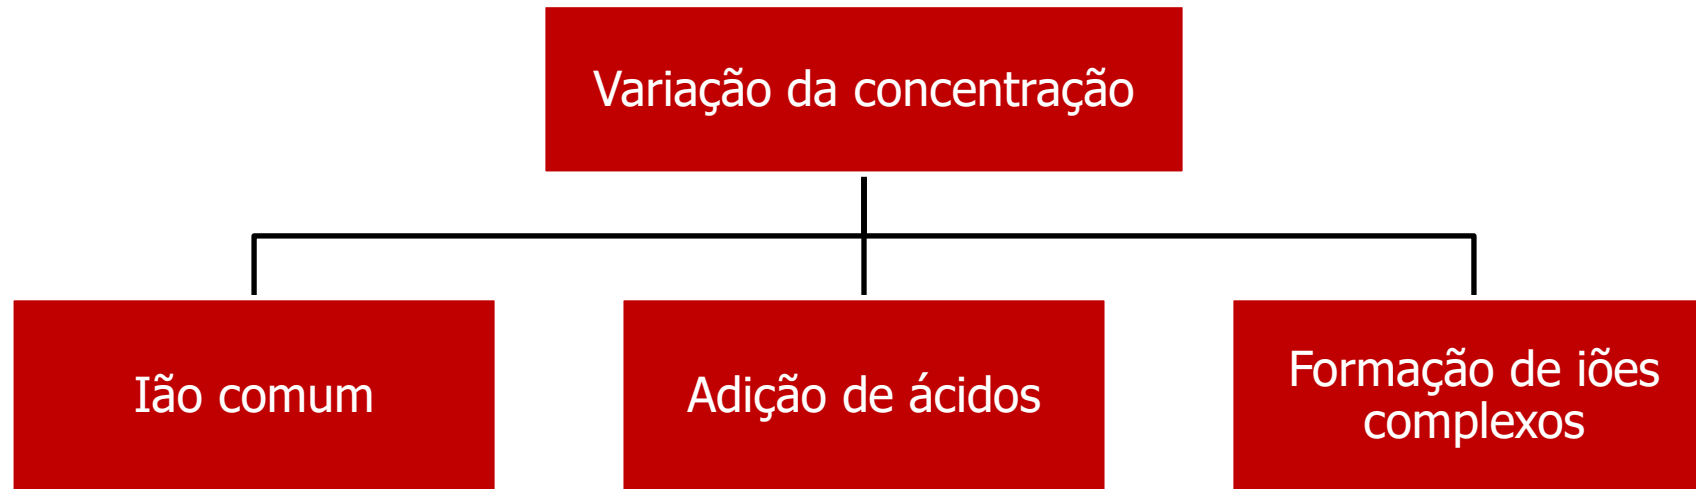 Variação da concentração
Ião comum
Adição de ácidos
Formação de iões
complexos